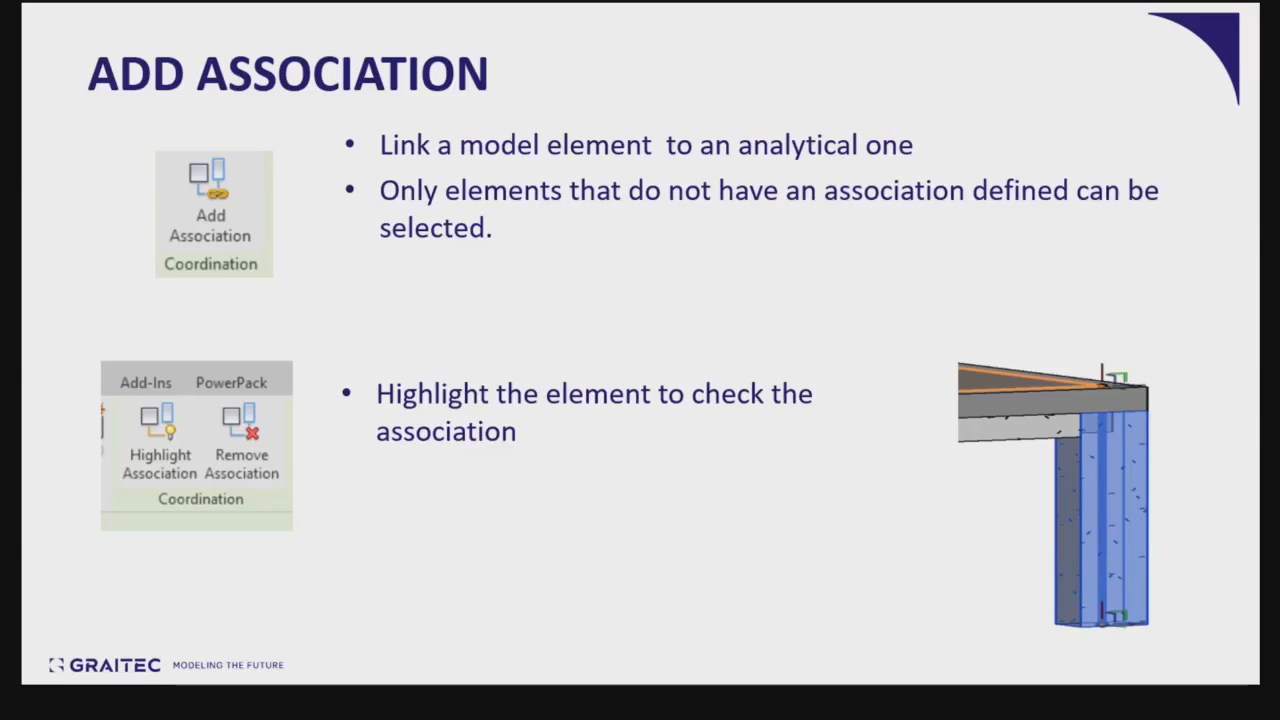 ADD ASSOCIATION
• Link a model element to an analytical one
• Only elements that do not have an association defined can be
selected.
Add
Association
Coordination
Add-Ins PowerPack
Highlight Remove
Association Association
Coordination
• Highlight the element to check the
association
GRAITEC MODELING THE FUTURE